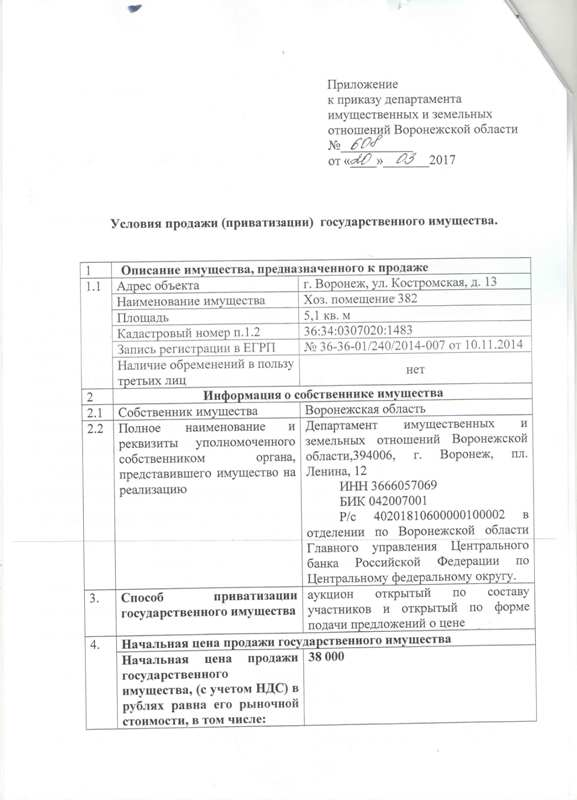 Приложение
к приказу департамента
имущественных и земельных
отношений Воронежской области
№ 608
от «20» 03 2017
Условия продажи (приватизации) государственного имущества.
1 Описание имущества, предназначенного к продаже
1.1 Адрес объекта г. Воронеж, ул. Костромская, д. 13
Наименование имущества Хоз. помещение 382
Площадь 5,1 кв. м
Кадастровый номер п.1.2 36:34:0307020:1483
Запись регистрации в ЕГРП № 36-36-01/240/2014-007 от 10.11.2014
Наличие обременений в пользу
третьих лиц нет
2 Информация о собственнике имущества
2.1 Собственник имущества Воронежская область
2.2 Полное наименование и
реквизиты уполномоченного
собственником органа,
представившего имущество на
реализацию
Департамент имущественных и
земельных отношений Воронежской
области,394006, г. Воронеж, пл.
Ленина, 12
ИНН 3666057069
БИК 042007001
Р/с 40201810600000100002 в
отделении по Воронежской области
Главного управления Центрального
банка Российской Федерации по
Центральному федеральному округу.
3. Способ приватизации
государственного имущества
аукцион открытый по составу
участников и открытый по форме
подачи предложений о цене
4. Начальная цена продажи государственного имущества
Начальная цена продажи
государственного
имущества, (с учетом НДС) в
рублях равна его рыночной
стоимости, в том числе:
38 000